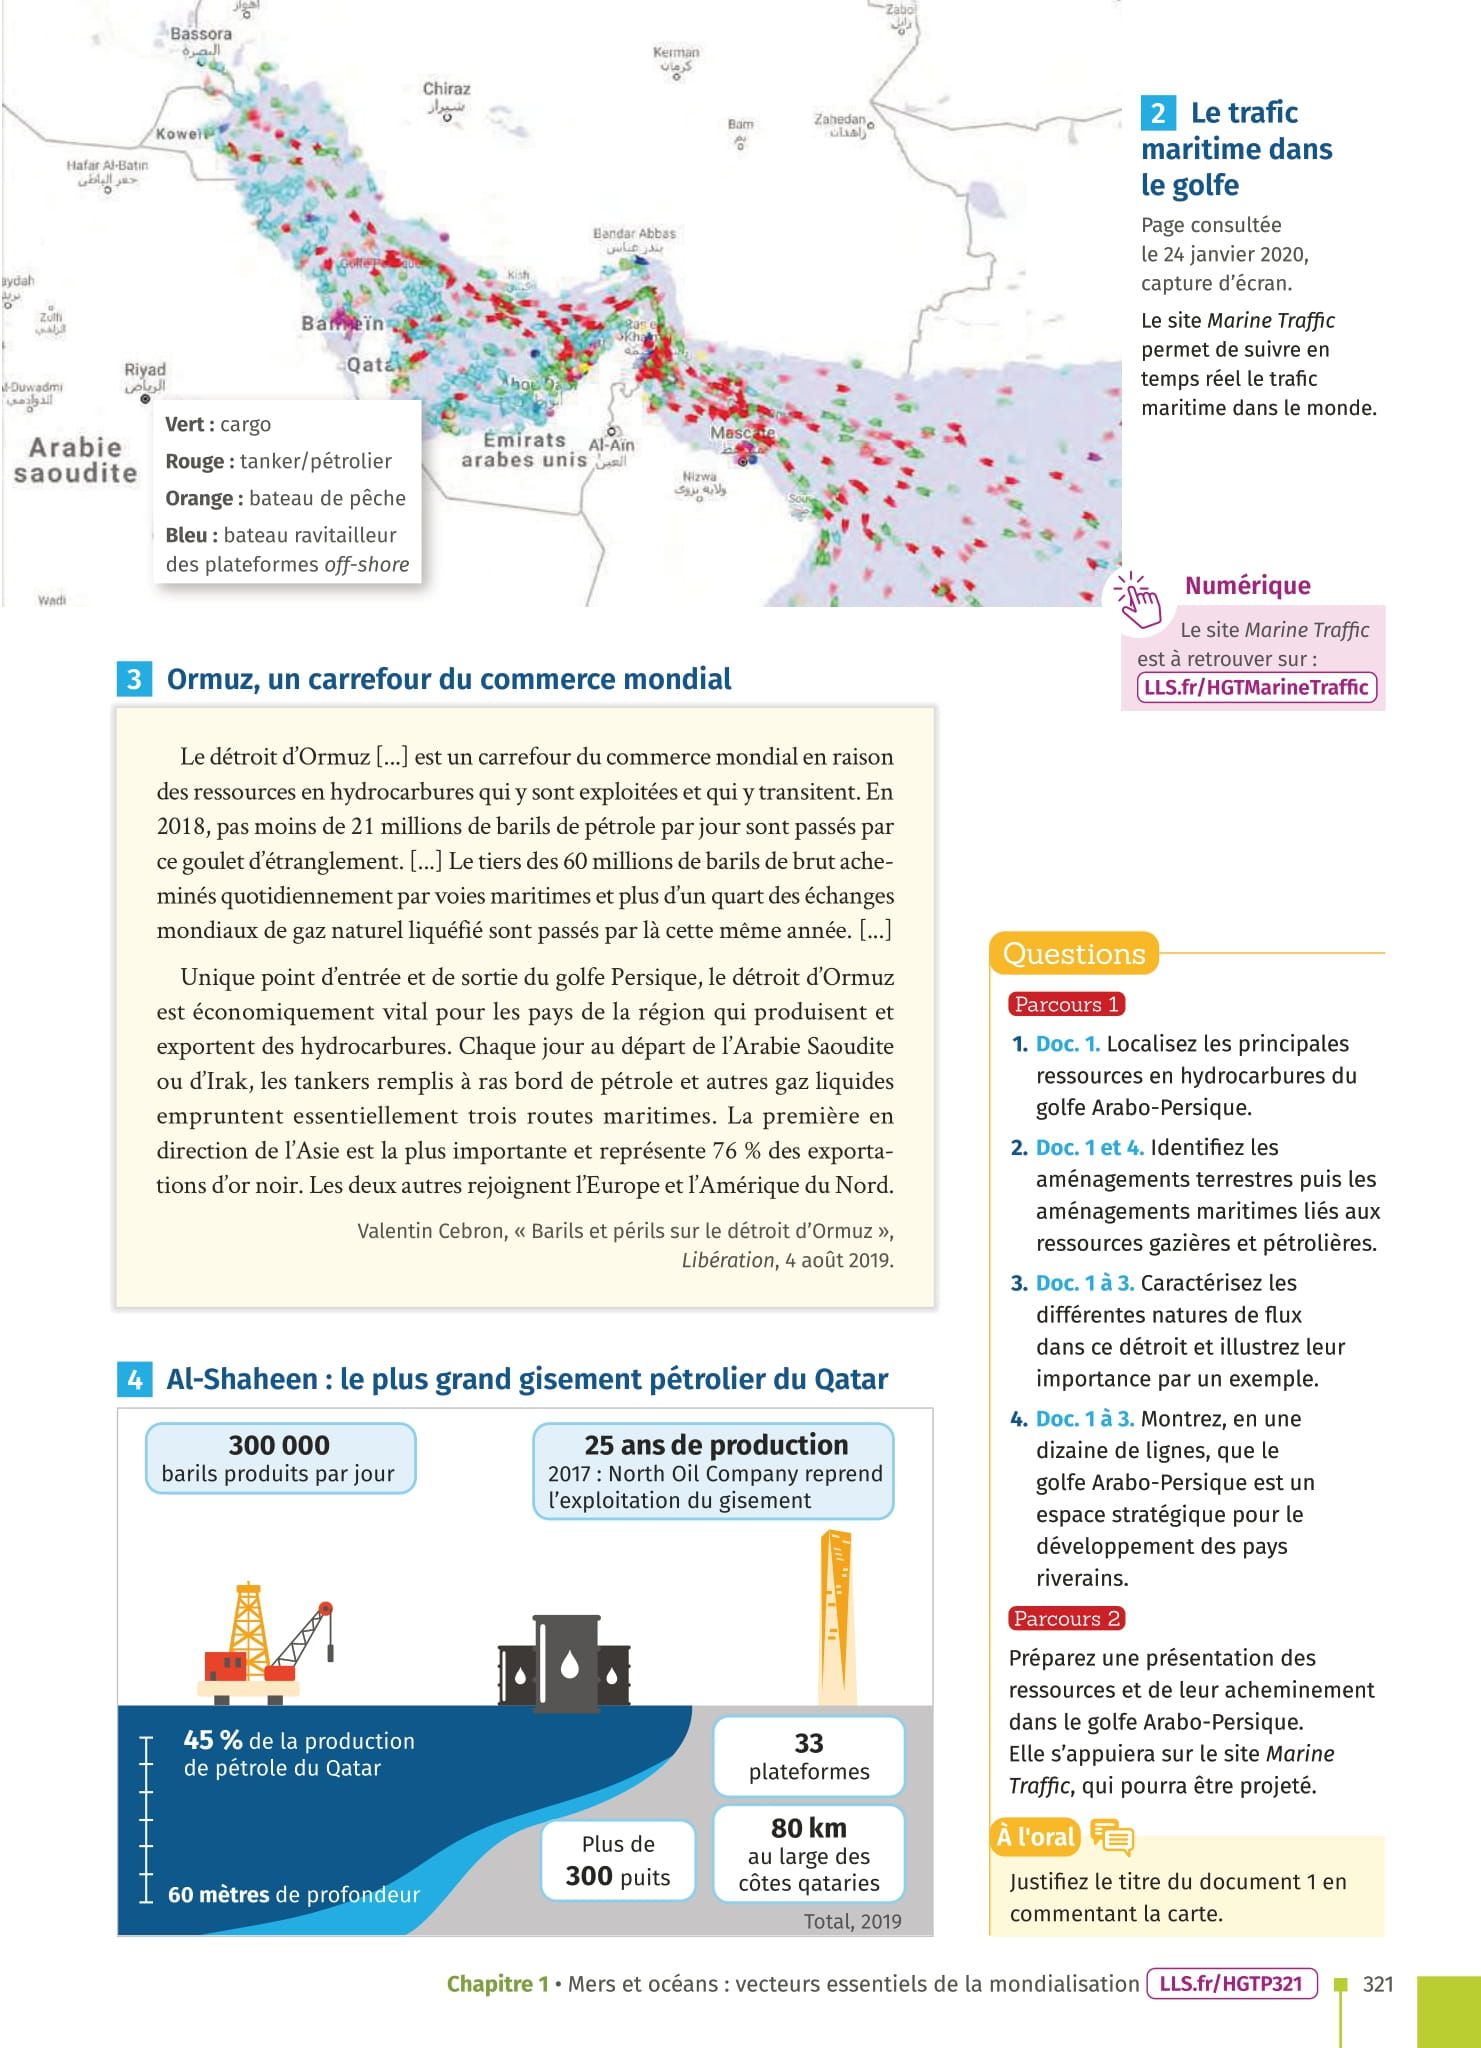 Bassora
البصرة
Kerman
كرمان
Chiraz
شيراز
Koweït
Bam
بم
Zahedan
زاهدان
Hafar Al-Batin
حفر الباطن
Bandar Abbas
بندر عباس
Kish
Zulfi
Qata
Riyad
الرياض
Émirats
arabes unis
Al-Aïn
العين
Mascate
Nizwa
ولاية نزوى
Arabie
saoudite
Wadi
Vert : cargo
Rouge : tanker/pétrolier
Orange : bateau de pêche
Bleu : bateau ravitailleur
des plateformes off-shore
2 Le trafic
maritime dans
le golfe
Page consultée
le 24 janvier 2020,
capture d'écran.
Le site Marine Traffic
permet de suivre en
temps réel le trafic
maritime dans le monde.
Numérique
Le site Marine Traffic
est à retrouver sur :
LLS.fr/HGTMarineTraffic
3 Ormuz, un carrefour du commerce mondial
Le détroit d'Ormuz [...] est un carrefour du commerce mondial en raison
des ressources en hydrocarbures qui y sont exploitées et qui y transitent. En
2018, pas moins de 21 millions de barils de pétrole par jour sont passés par
ce goulet d'étranglement. [...] Le tiers des 60 millions de barils de brut ache-
minés quotidiennement par voies maritimes et plus d'un quart des échanges
mondiaux de gaz naturel liquéfié sont passés par là cette même année. [...]
Unique point d'entrée et de sortie du golfe Persique, le détroit d'Ormuz
est économiquement vital pour les pays de la région qui produisent et
exportent des hydrocarbures. Chaque jour au départ de l'Arabie Saoudite
ou d'Irak, les tankers remplis à ras bord de pétrole et autres gaz liquides
empruntent essentiellement trois routes maritimes. La première en
direction de l'Asie est la plus importante et représente 76 % des exporta-
tions d'or noir. Les deux autres rejoignent l'Europe et l'Amérique du Nord.
Valentin Cebron, « Barils et périls sur le détroit d'Ormuz »,
Libération, 4 août 2019.
4 Al-Shaheen : le plus grand gisement pétrolier du Qatar
300 000
barils produits par jour
25 ans de production
2017 : North Oil Company reprend
l'exploitation du gisement
45 % de la production
de pétrole du Qatar
60 mètres de profondeur
Plus de
300 puits
33
plateformes
80 km
au large des
côtes qataries
Total, 2019
Questions
Parcours 1
1. Doc. 1. Localisez les principales
ressources en hydrocarbures du
golfe Arabo-Persique.
2. Doc. 1 et 4. Identifiez les
aménagements terrestres puis les
aménagements maritimes liés aux
ressources gazières et pétrolières.
3. Doc. 1 à 3. Caractérisez les
différentes natures de flux
dans ce détroit et illustrez leur
importance par un exemple.
4. Doc. 1 à 3. Montrez, en une
dizaine de lignes, que le
golfe Arabo-Persique est un
espace stratégique pour le
développement des pays
riverains.
Parcours 2
Préparez une présentation des
ressources et de leur acheminement
dans le golfe Arabo-Persique.
Elle s'appuiera sur le site Marine
Traffic, qui pourra être projeté.
À l'oral
Justifiez le titre du document 1 en
commentant la carte.
Chapitre 1 • Mers et océans : vecteurs essentiels de la mondialisation LLS.fr/HGTP321 321